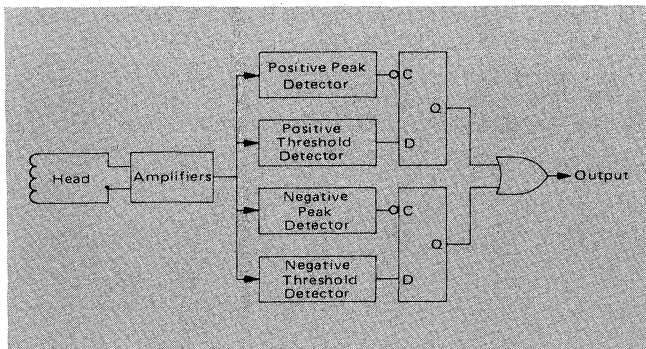 Positive Peak
Detector
C
Q
Positive
Threshold
Detector
D
Head
Amplifiers
Output
Negative
Peak
Detector
C
Q
Negative
Threshold
Detector
D